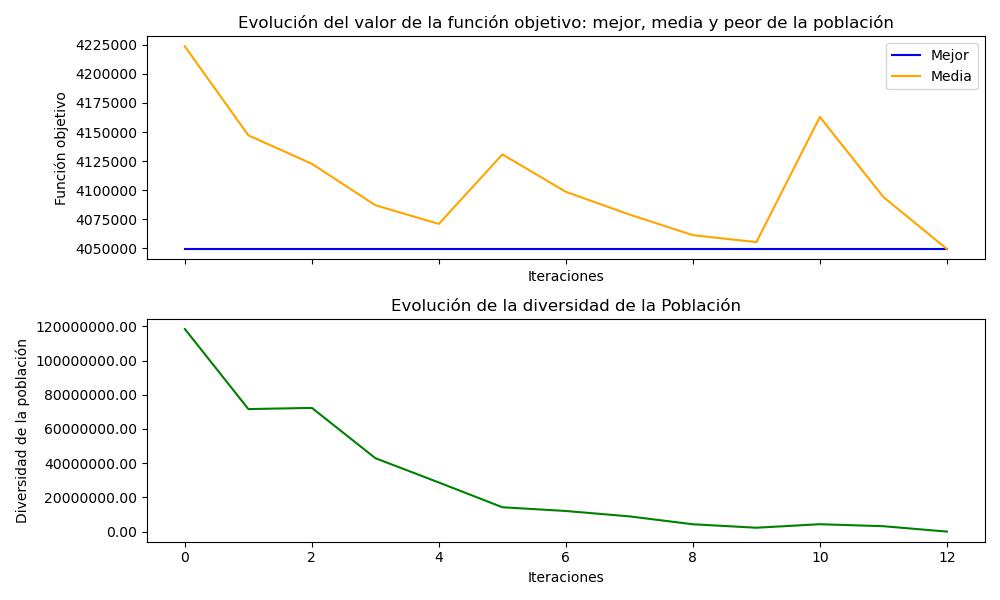 Evolución del valor de la función objetivo: mejor, media y peor de la población
4225000
4200000
4175000
4150000
4125000
4100000
4075000
4050000
Función objetivo
Mejor
Media
Iteraciones
Evolución de la diversidad de la Población
120000000.00
100000000.00
80000000.00
60000000.00
40000000.00
20000000.00
0.00
Diversidad de la población
0 2 4 6 8 10 12
Iteraciones